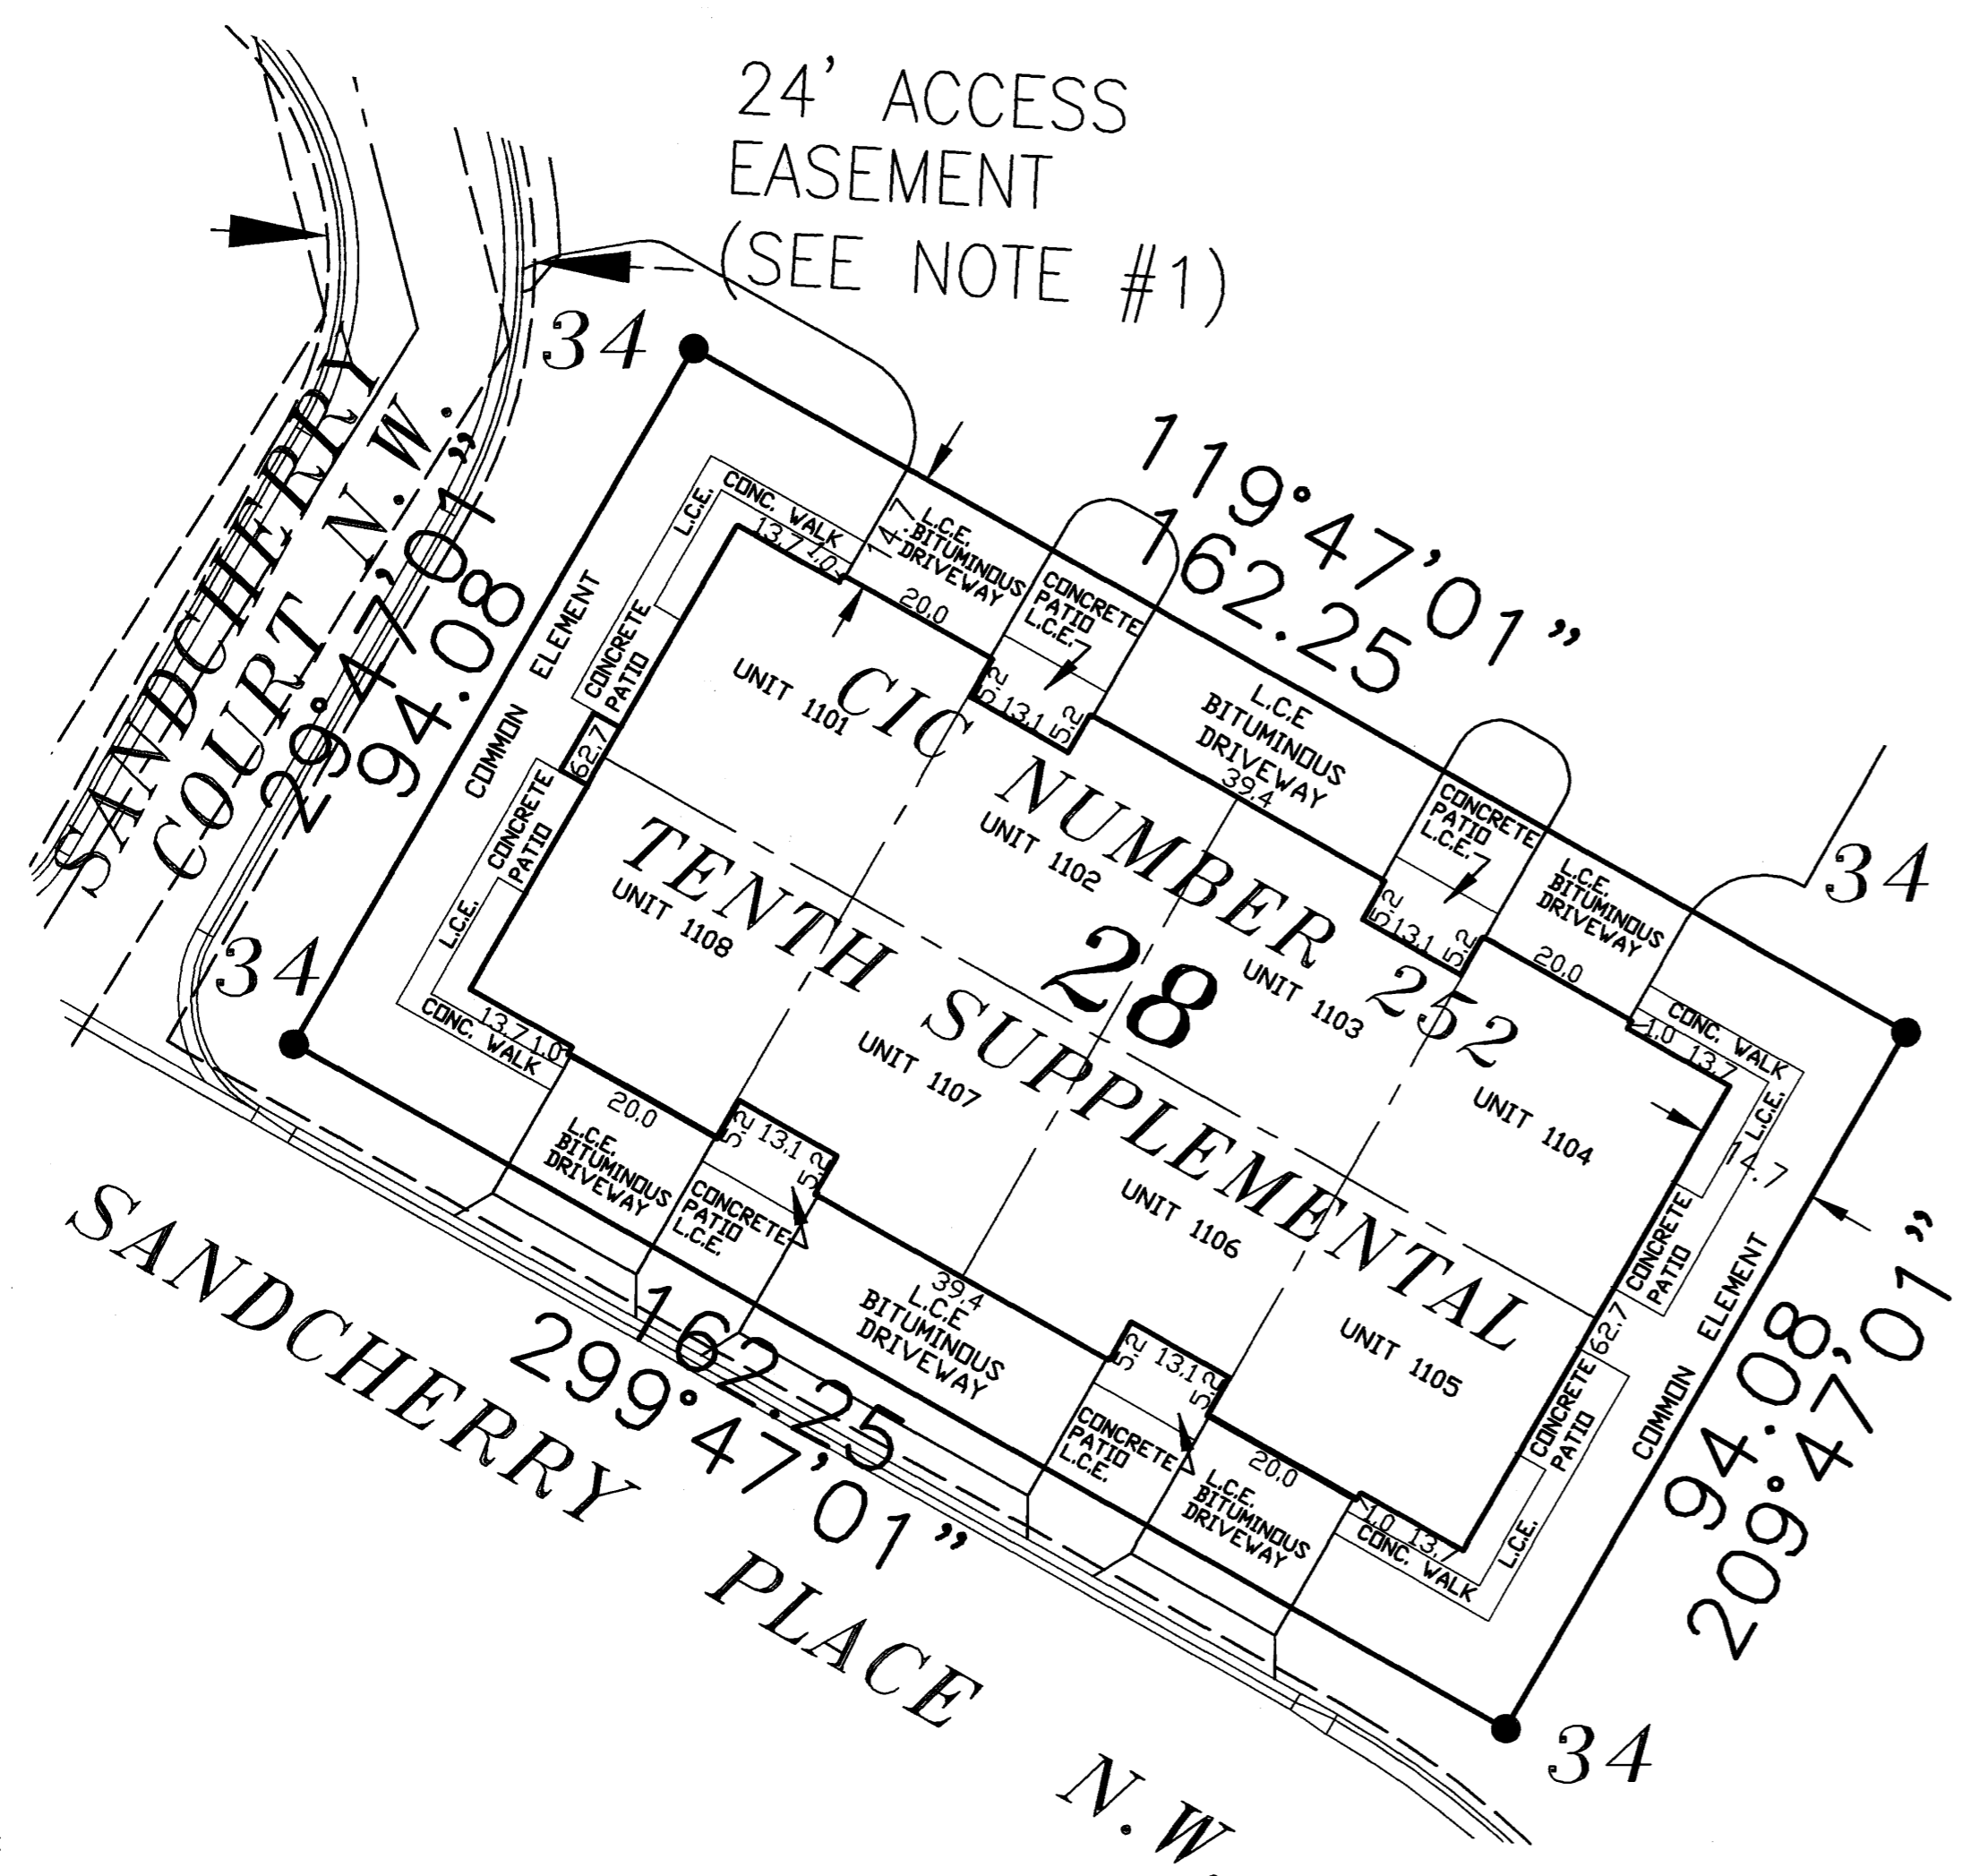 24' ACCESS
EASEMENT
(SEE NOTE #1)
34
119°47'01"
162.25
SANDCHERRY
COURT N.W.
29°47'01"
94.08
COMMON ELEMENT
L.C.E.
CONC. WALK
13.7 1.0
14.7
L.C.E.
BITUMINOUS
DRIVEWAY
20.0
CONCRETE
PATIO
L.C.E.
5.2 13.1 5.2
L.C.E
BITUMINOUS
DRIVEWAY
39.4
CONCRETE
PATIO
L.C.E.
5.2 13.1 5.2
L.C.E.
BITUMINOUS
DRIVEWAY
20.0
34
CONC. WALK
1.0 13.7
L.C.E.
14.7
CONCRETE
PATIO
62.7
UNIT 1101
CIC NUMBER 252
UNIT 1102
UNIT 1103
UNIT 1104
28
TENTH SUPPLEMENTAL
UNIT 1108
UNIT 1107
UNIT 1106
UNIT 1105
CONCRETE
PATIO
62.7
CONCRETE
PATIO
L.C.E.
34
CONC. WALK
13.7 1.0
20.0
L.C.E.
BITUMINOUS
DRIVEWAY
5.2 13.1 5.2
CONCRETE
PATIO
L.C.E.
39.4
L.C.E
BITUMINOUS
DRIVEWAY
5.2 13.1 5.2
CONCRETE
PATIO
L.C.E.
20.0
L.C.E.
BITUMINOUS
DRIVEWAY
1.0 13.7
CONC. WALK
L.C.E.
CONCRETE
PATIO
COMMON ELEMENT
94.08
209°47'01"
162.25
299°47'01"
SANDCHERRY PLACE N.W.
34